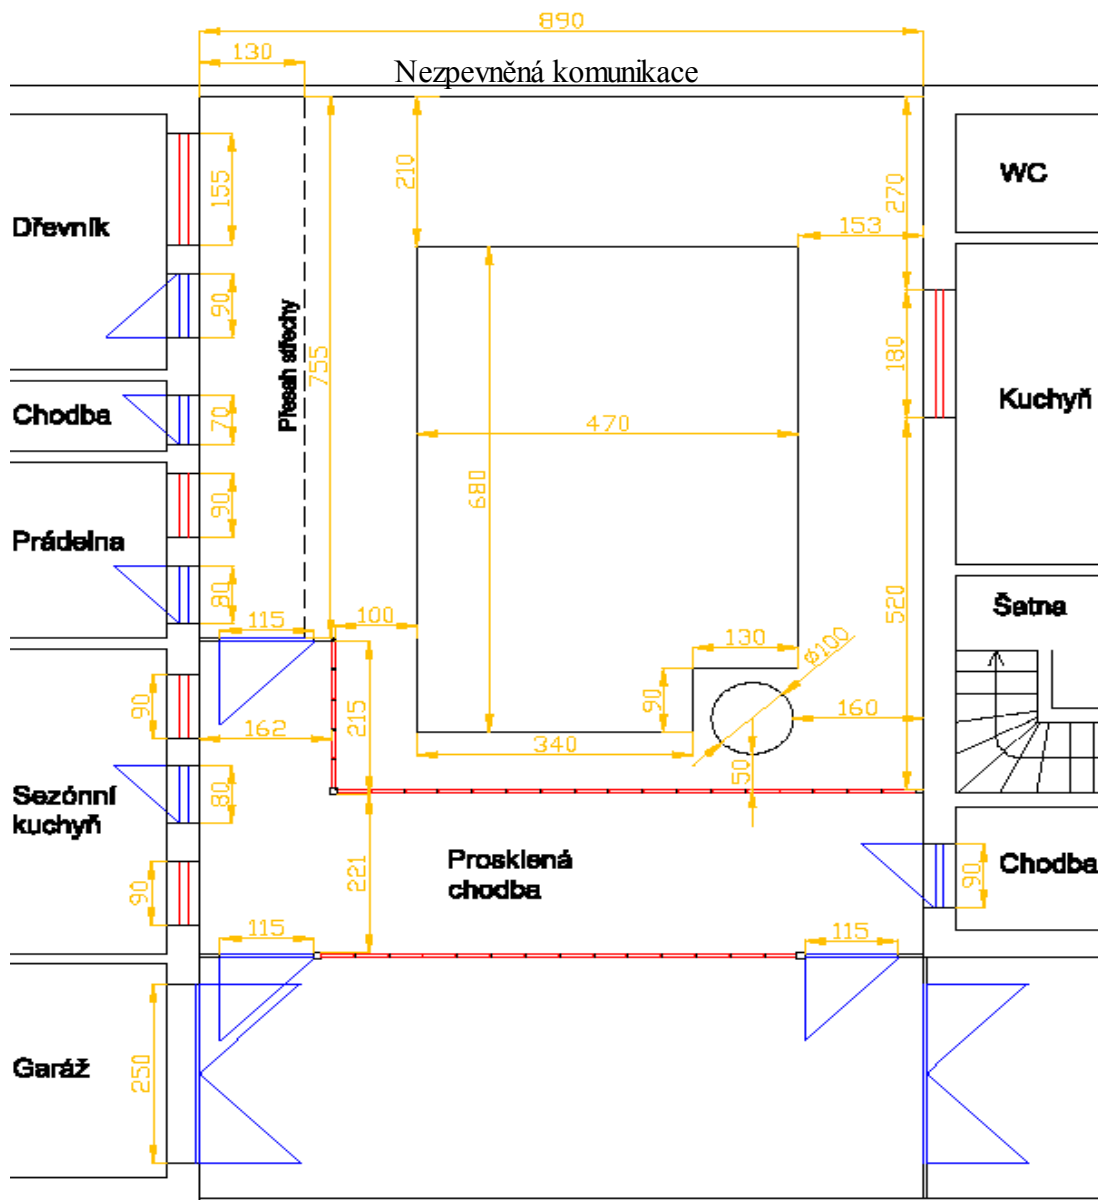 890
130
Nezpevněná komunikace
155
210
270
WC
153
Dřevník
90
Přesah střechy
755
180
Kuchyň
Chodba
70
470
90
680
Prádelna
80
115
100
520
Šatna
130
ø100
90
90
162
215
160
340
50
Sezónní
kuchyň
80
221
Prosklená
chodba
90
Chodba
90
115
115
Garáž
250